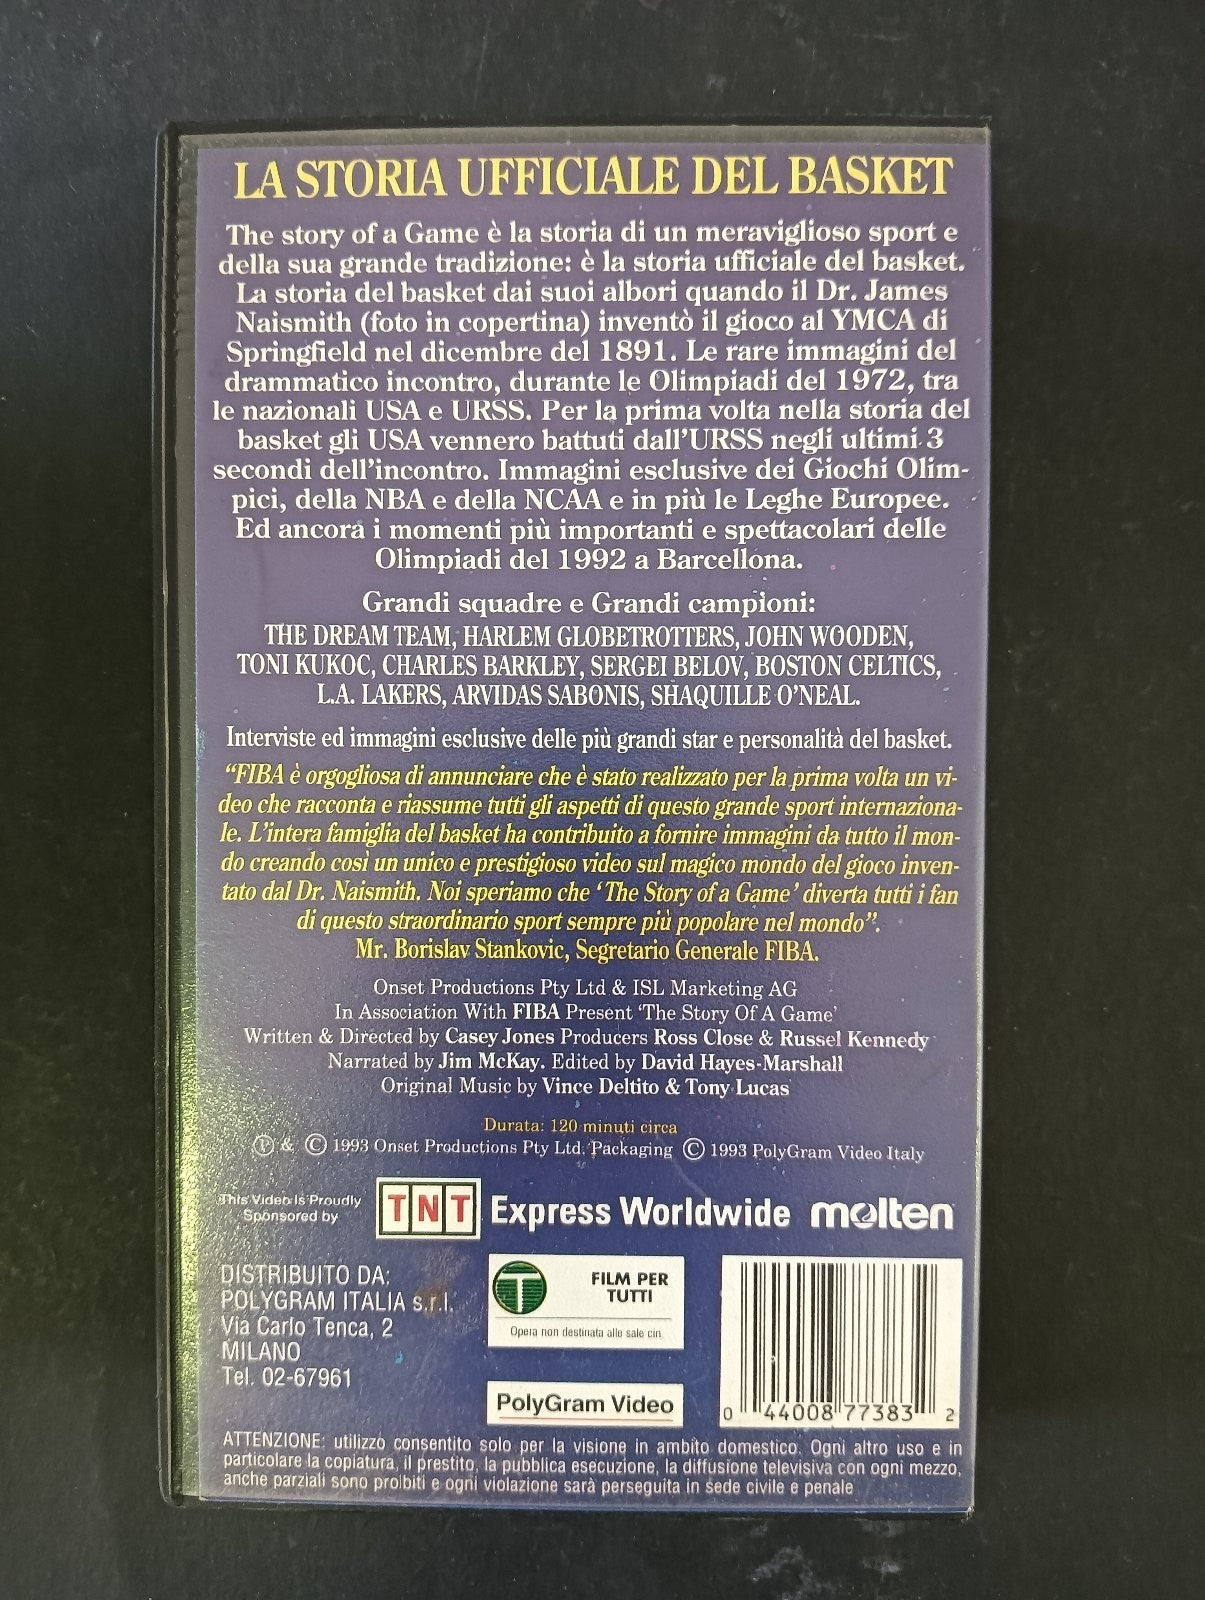 LA STORIA UFFICIALE DEL BASKET
The story of a Game è la storia di un meraviglioso sport e
della sua grande tradizione: è la storia ufficiale del basket.
La storia del basket dai suoi albori quando il Dr. James
Naismith (foto in copertina) inventò il gioco al YMCA di
Springfield nel dicembre del 1891. Le rare immagini del
drammatico incontro, durante le Olimpiadi del 1972, tra
le nazionali USA e URSS. Per la prima volta nella storia del
basket gli USA vennero battuti dall'URSS negli ultimi 3
secondi dell'incontro. Immagini esclusive dei Giochi Olim-
pici, della NBA e della NCAA e in più le Leghe Europee.
Ed ancora i momenti più importanti e spettacolari delle
Olimpiadi del 1992 a Barcellona.
Grandi squadre e Grandi campioni:
THE DREAM TEAM, HARLEM GLOBETROTTERS, JOHN WOODEN,
TONI KUKOC, CHARLES BARKLEY, SERGEI BELOV, BOSTON CELTICS,
L.A. LAKERS, ARVIDAS SABONIS, SHAQUILLE O'NEAL.
Interviste ed immagini esclusive delle più grandi star e personalità del basket.
“FIBA è orgogliosa di annunciare che è stato realizzato per la prima volta un vi-
deo che racconta e riassume tutti gli aspetti di questo grande sport internaziona-
le. L'intera famiglia del basket ha contribuito a fornire immagini da tutto il mon-
do creando così un unico e prestigioso video sul magico mondo del gioco inven-
tato dal Dr. Naismith. Noi speriamo che ‘The Story of a Game’ diverta tutti i fan
di questo straordinario sport sempre più popolare nel mondo”.
Mr. Borislav Stankovic, Segretario Generale FIBA.
Onset Productions Pty Ltd & ISL Marketing AG
In Association With FIBA Present ‘The Story Of A Game’
Written & Directed by Casey Jones Producers Ross Close & Russel Kennedy
Narrated by Jim McKay. Edited by David Hayes-Marshall
Original Music by Vince Deltito & Tony Lucas
Durata: 120 minuti circa
Ⓟ & © 1993 Onset Productions Pty Ltd. Packaging © 1993 PolyGram Video Italy
This Video is Proudly
Sponsored by
TNT Express Worldwide molten
DISTRIBUITO DA:
POLYGRAM ITALIA s.r.l.
Via Carlo Tenca, 2
MILANO
Tel. 02-67961
T FILM PER
TUTTI
Opera non destinata alle sale cin.
PolyGram Video
0 44008 77383 2
ATTENZIONE: utilizzo consentito solo per la visione in ambito domestico. Ogni altro uso e in
particolare la copiatura, il prestito, la pubblica esecuzione, la diffusione televisiva con ogni mezzo,
anche parziali sono proibiti e ogni violazione sarà perseguita in sede civile e penale